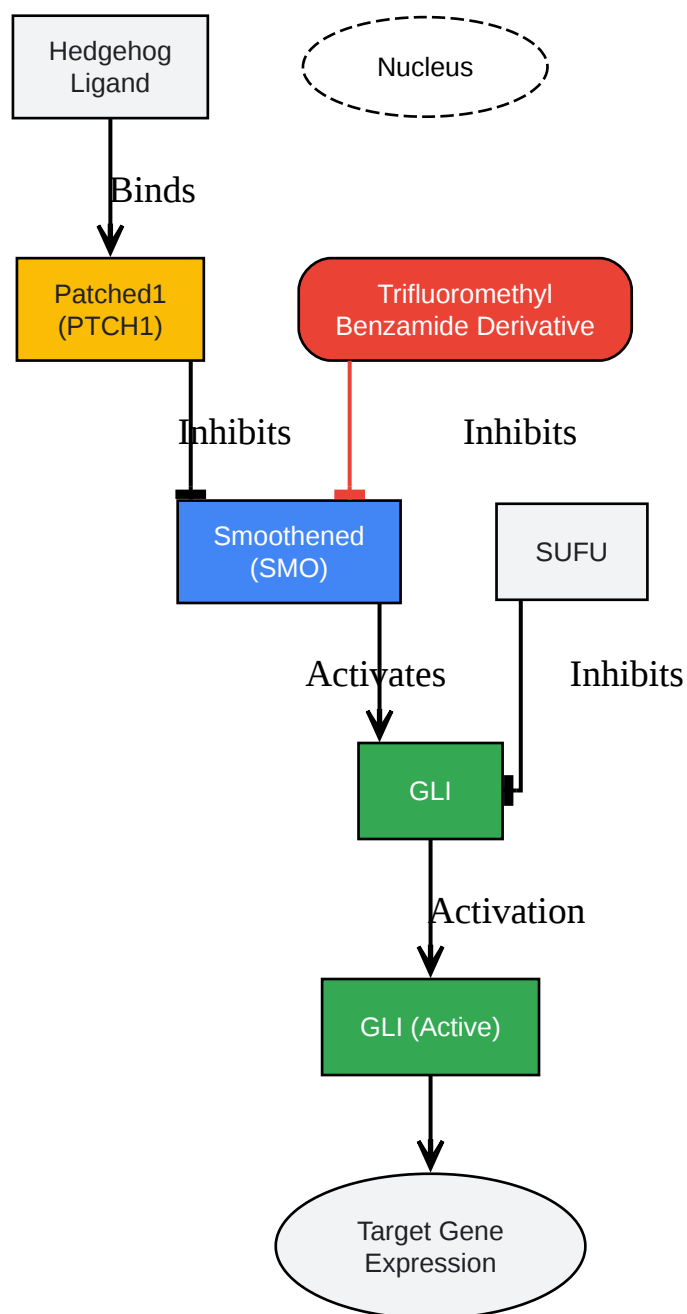 Hedgehog
Ligand
Nucleus
Binds
Patched1
(PTCH1)
Trifluoromethyl
Benzamide Derivative
Inhibits
Inhibits
Smoothened
(SMO)
SUFU
Activates
Inhibits
GLI
Activation
GLI (Active)
Target Gene
Expression